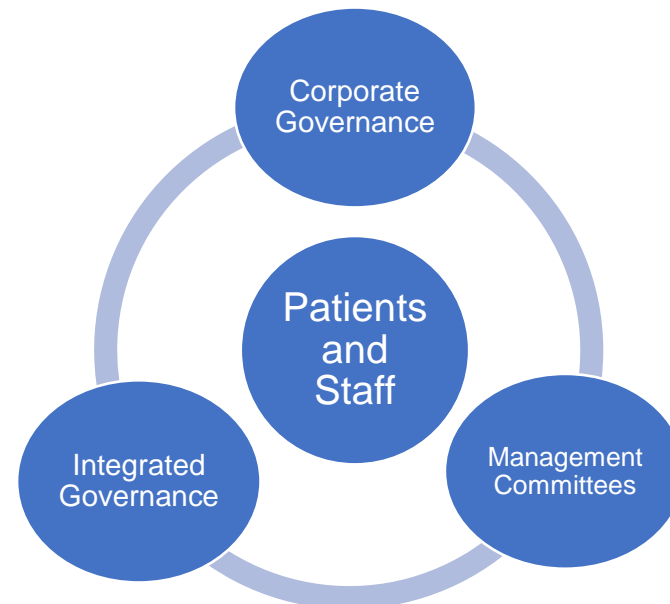 Corporate
Governance
Patients
and
Staff
Integrated
Governance
Management
Committees